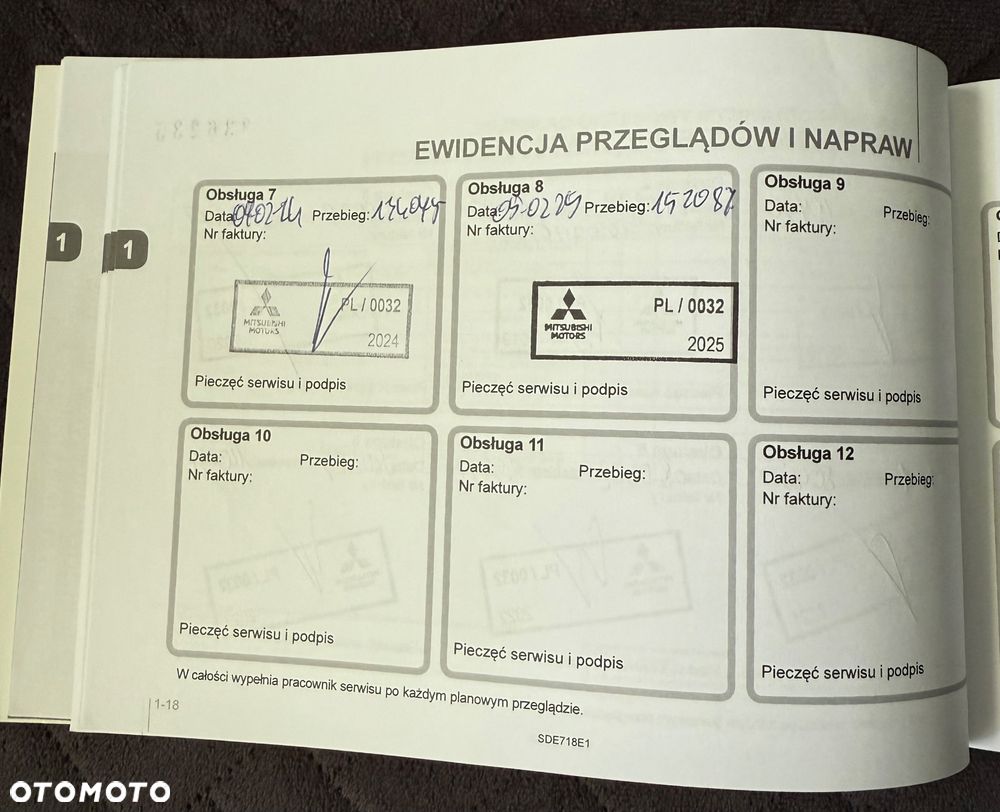 EWIDENCJA PRZEGLĄDÓW I NAPRAW
1
1
Obsługa 7
Data: Przebieg: 134045
Nr faktury:
MITSUBISHI
MOTORS
PL / 0032
2024
Pieczęć serwisu i podpis
Obsługa 8
Data: 05.0225 Przebieg: 152087
Nr faktury:
MITSUBISHI
MOTORS
PL / 0032
2025
Pieczęć serwisu i podpis
Obsługa 9
Data: Przebieg:
Nr faktury:
Pieczęć serwisu i podpis
Obsługa 10
Data: Przebieg:
Nr faktury:
Pieczęć serwisu i podpis
Obsługa 11
Data: Przebieg:
Nr faktury:
Pieczęć serwisu i podpis
Obsługa 12
Data: Przebieg:
Nr faktury:
Pieczęć serwisu i podpis
W całości wypełnia pracownik serwisu po każdym planowym przeglądzie.
1-18
SDE718E1
OTOMOTO